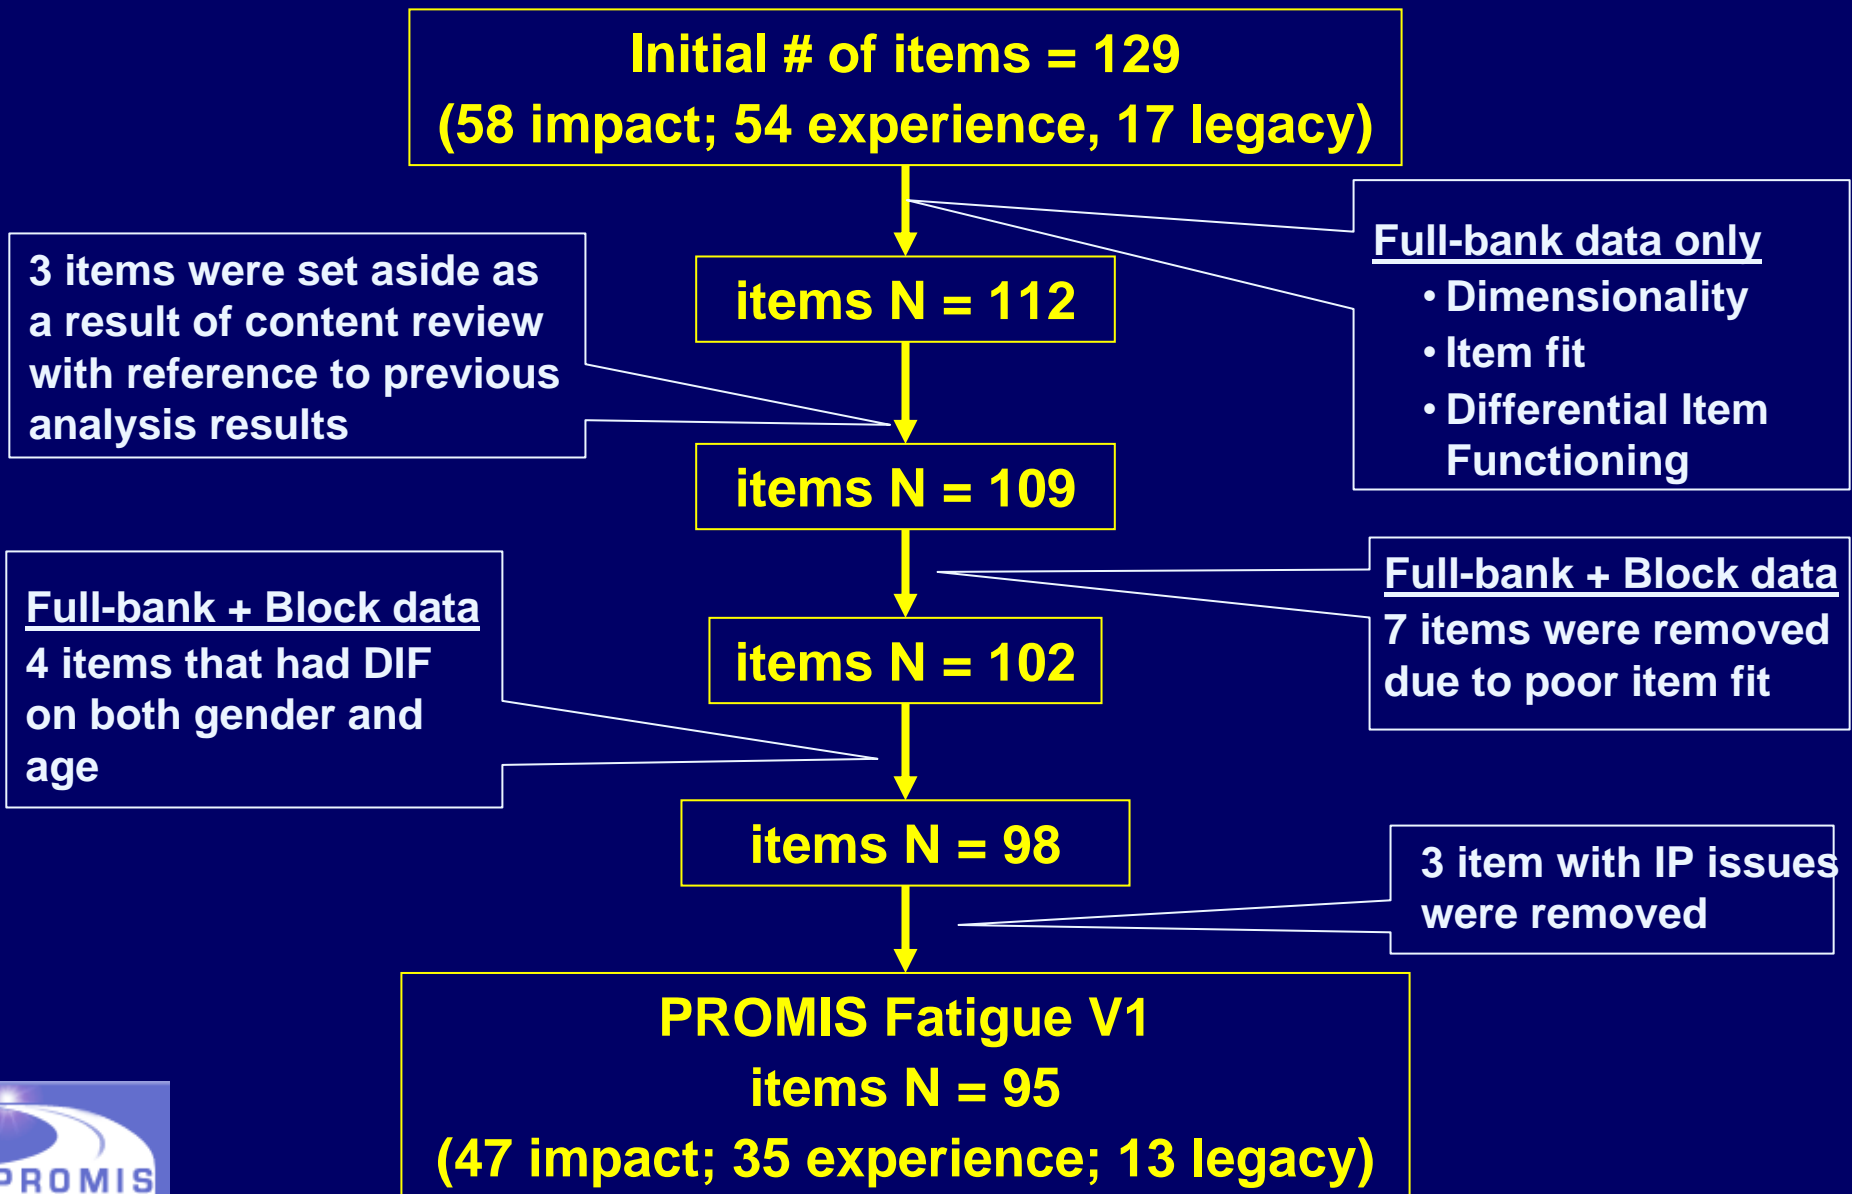 Initial # of items = 129
(58 impact; 54 experience, 17 legacy)
Full-bank data only
• Dimensionality
• Item fit
• Differential Item
Functioning
items N = 112
3 items were set aside as
a result of content review
with reference to previous
analysis results
items N = 109
Full-bank + Block data
7 items were removed
due to poor item fit
items N = 102
Full-bank + Block data
4 items that had DIF
on both gender and
age
items N = 98
3 item with IP issues
were removed
PROMIS Fatigue V1
items N = 95
(47 impact; 35 experience; 13 legacy)
PROMIS